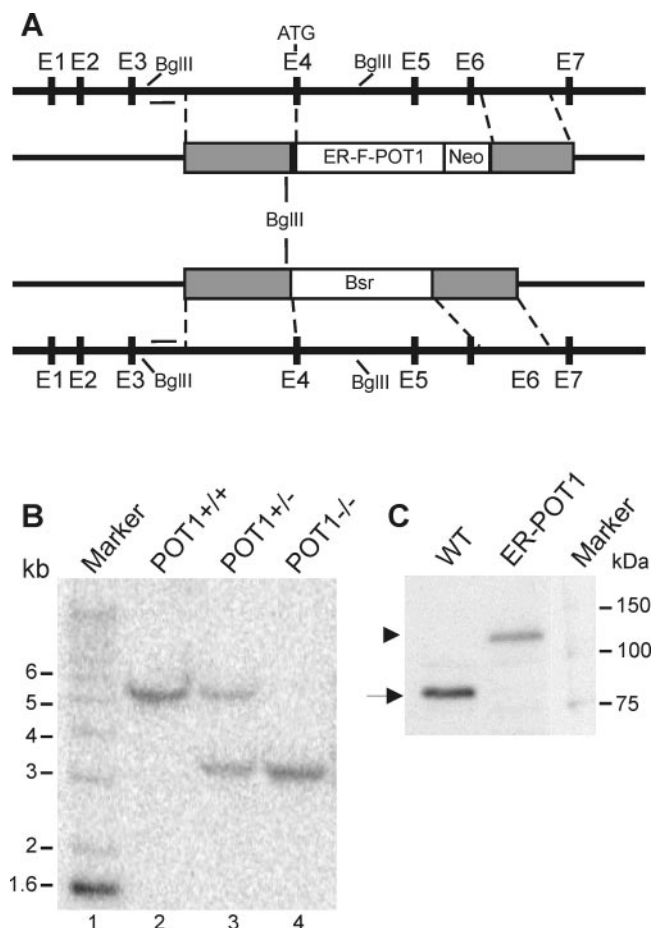 A
ATG
E1 E2 E3 BglII E4 BglII E5 E6 E7
ER-F-POT1 Neo
BglII
Bsr
E1 E2 E3 BglII E4 BglII E5 E6 E7
B
Marker POT1+/+ POT1+/- POT1-/-
kb
6
5
4
3
2
1.6
1 2 3 4
C
WT ER-POT1 Marker
kDa
150
100
75